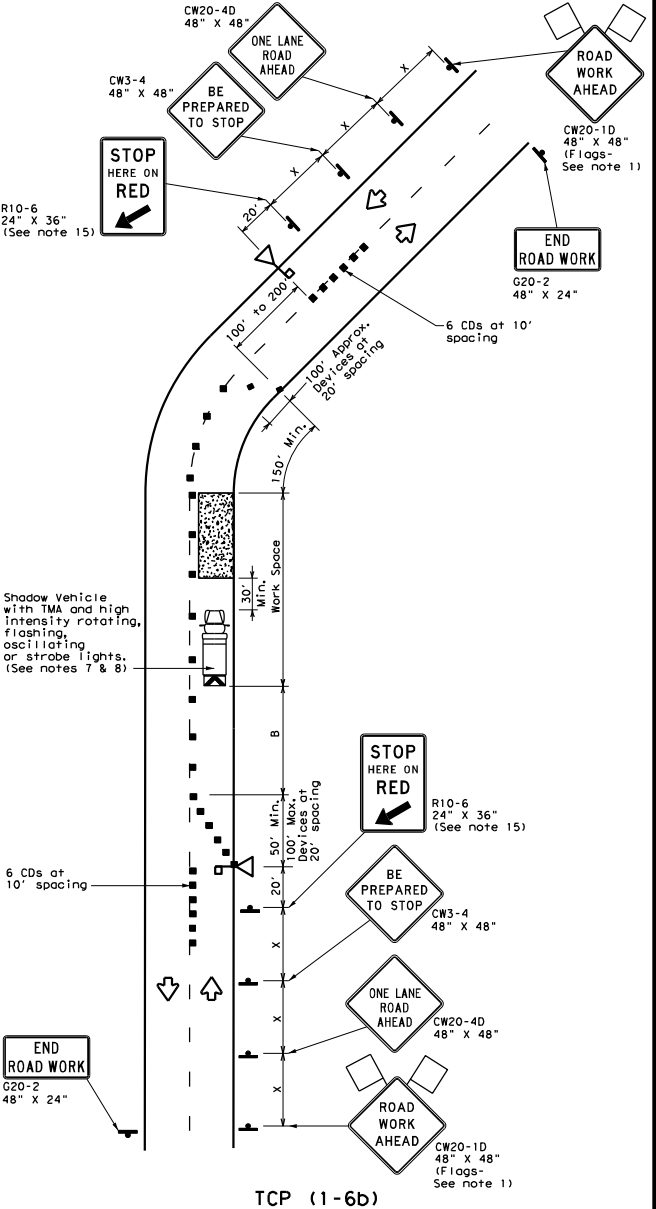 CW20-4D
48" X 48"
ONE LANE
ROAD
AHEAD
ROAD
WORK
AHEAD
CW20-1D
48" X 48"
(Flags-
See note 1)
CW3-4
48" X 48"
BE
PREPARED
TO STOP
X
X
X
20'
STOP
HERE ON
RED
R10-6
24" X 36"
(See note 15)
END
ROAD WORK
G20-2
48" X 24"
100' to 200'
6 CDs at 10'
spacing
100' Approx.
Devices at
20' spacing
150' Min.
Work Space
30'
Min.
Shadow Vehicle
with TMA and high
intensity rotating,
flashing,
oscillating
or strobe lights.
(See notes 7 & 8)
B
50' Min.
100' Max.
Devices at
20' spacing
STOP
HERE ON
RED
R10-6
24" X 36"
(See note 15)
20'
6 CDs at
10' spacing
BE
PREPARED
TO STOP
CW3-4
48" X 48"
X
ONE LANE
ROAD
AHEAD
CW20-4D
48" X 48"
X
X
END
ROAD WORK
G20-2
48" X 24"
ROAD
WORK
AHEAD
CW20-1D
48" X 48"
(Flags-
See note 1)
TCP (1-6b)